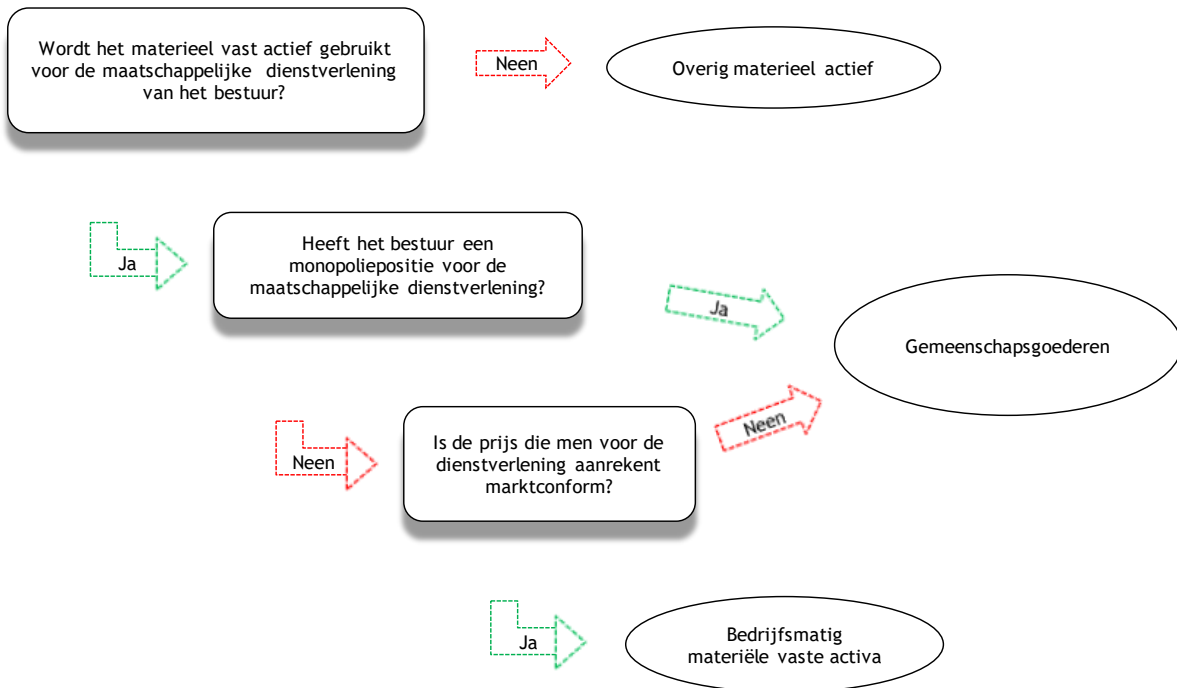 Wordt het materieel vast actief gebruikt
voor de maatschappelijke dienstverlening
van het bestuur?
Neen
Overig materieel actief
Ja
Heeft het bestuur een
monopoliepositie voor de
maatschappelijke dienstverlening?
Ja
Gemeenschapsgoederen
Neen
Is de prijs die men voor de
dienstverlening aanrekent
marktconform?
Neen
Ja
Bedrijfsmatig
materiële vaste activa